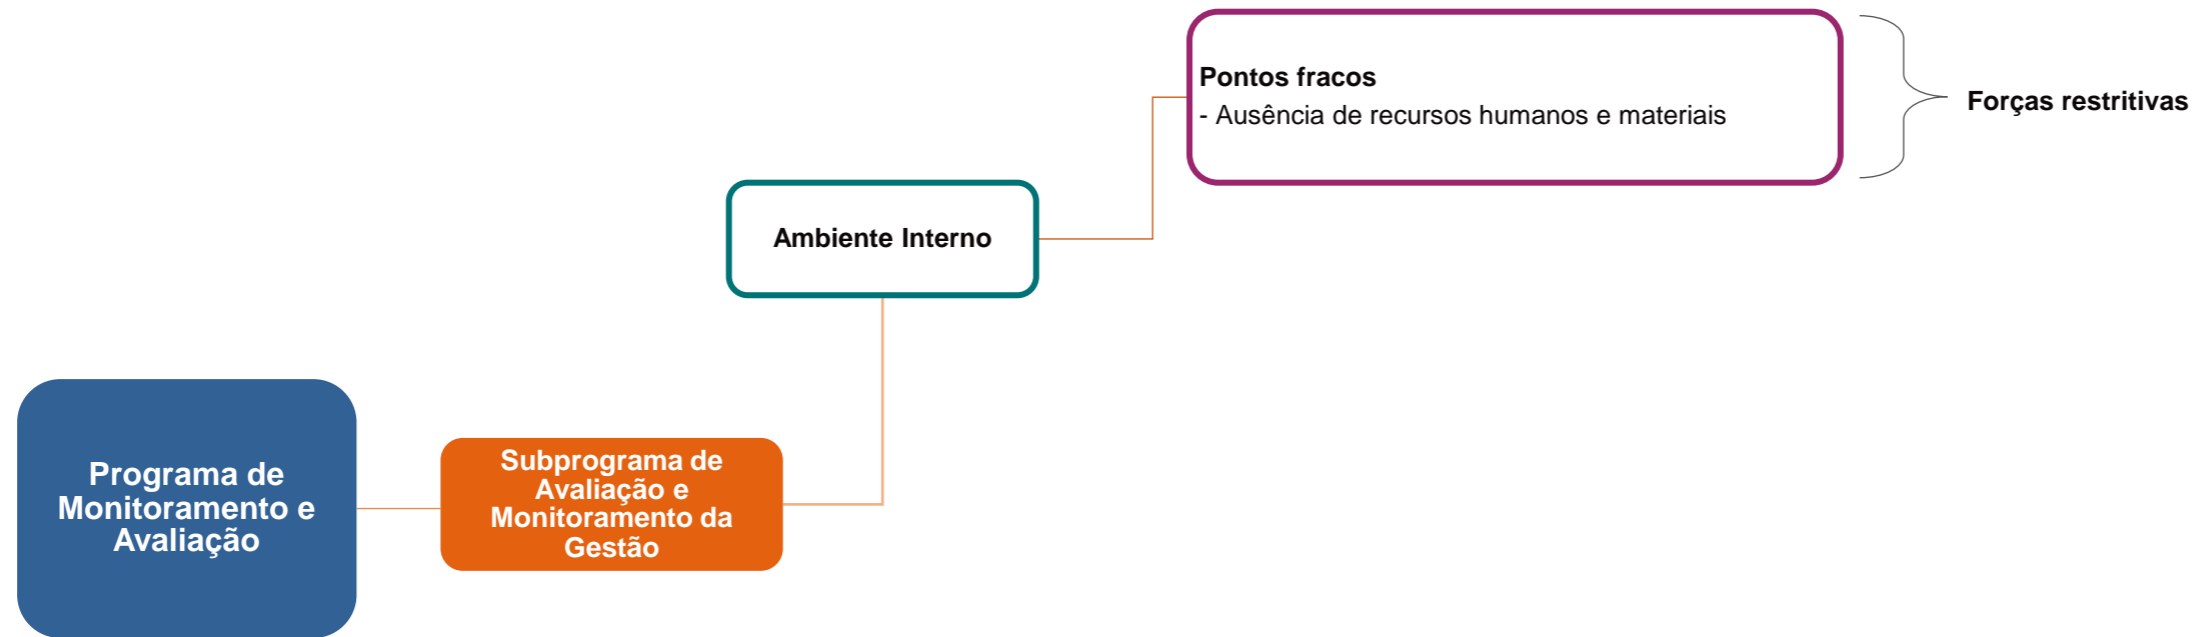 Pontos fracos
- Ausência de recursos humanos e materiais
Forças restritivas
Ambiente Interno
Programa de
Monitoramento e
Avaliação
Subprograma de
Avaliação e
Monitoramento da
Gestão